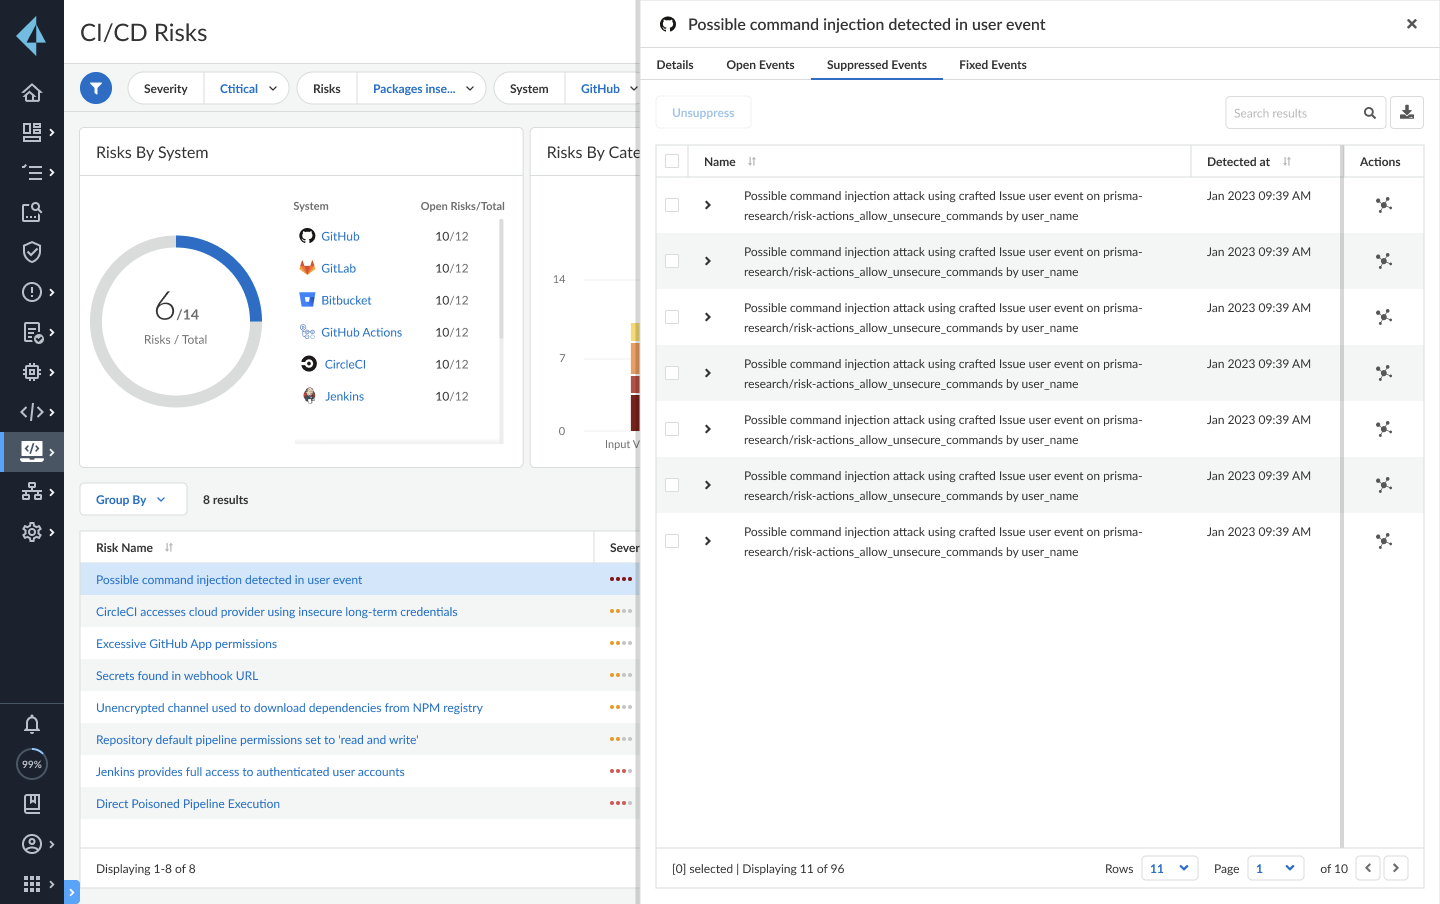 CI/CD Risks
Severity
Ctitical
Risks
Packages inse...
System
GitHub
Risks By System
Risks By Cate
System
Open Risks/Total
GitHub
10/12
GitLab
10/12
Bitbucket
10/12
GitHub Actions
10/12
CircleCI
10/12
Jenkins
10/12
6/14
Risks / Total
14
7
0
Input V
Group By
8 results
Risk Name
Sever
Possible command injection detected in user event
CircleCI accesses cloud provider using insecure long-term credentials
Excessive GitHub App permissions
Secrets found in webhook URL
Unencrypted channel used to download dependencies from NPM registry
Repository default pipeline permissions set to 'read and write'
Jenkins provides full access to authenticated user accounts
Direct Poisoned Pipeline Execution
Displaying 1-8 of 8
99%
Possible command injection detected in user event
Details
Open Events
Suppressed Events
Fixed Events
Unsuppress
Search results
Name
Detected at
Actions
Possible command injection attack using crafted Issue user event on prisma-
research/risk-actions_allow_unsecure_commands by user_name
Jan 2023 09:39 AM
Possible command injection attack using crafted Issue user event on prisma-
research/risk-actions_allow_unsecure_commands by user_name
Jan 2023 09:39 AM
Possible command injection attack using crafted Issue user event on prisma-
research/risk-actions_allow_unsecure_commands by user_name
Jan 2023 09:39 AM
Possible command injection attack using crafted Issue user event on prisma-
research/risk-actions_allow_unsecure_commands by user_name
Jan 2023 09:39 AM
Possible command injection attack using crafted Issue user event on prisma-
research/risk-actions_allow_unsecure_commands by user_name
Jan 2023 09:39 AM
Possible command injection attack using crafted Issue user event on prisma-
research/risk-actions_allow_unsecure_commands by user_name
Jan 2023 09:39 AM
Possible command injection attack using crafted Issue user event on prisma-
research/risk-actions_allow_unsecure_commands by user_name
Jan 2023 09:39 AM
[0] selected | Displaying 11 of 96
Rows
11
Page
1
of 10